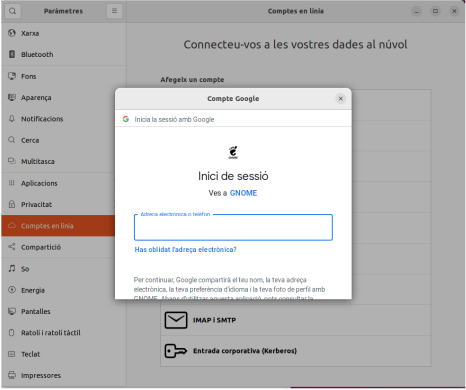 Paràmetres
Comptes en línia
Xarxa
Bluetooth
Fons
Aparença
Notificacions
Cerca
Multitasca
Aplicacions
Privacitat
Comptes en línia
Compartició
So
Energia
Pantalles
Ratolí i ratolí tàctil
Teclat
Impressores
Connecteu-vos a les vostres dades al núvol
Afegeix un compte
Compte Google
Inicia la sessió amb Google
GNOME
Inici de sessió
Ves a GNOME
Adreça electrònica o telèfon
Has oblidat l'adreça electrònica?
Per continuar, Google compartirà el teu nom, la teva adreça
electrònica, la teva preferència d'idioma i la teva foto de perfil amb
GNOME. Abans d'utilitzar aquesta aplicació, pots consultar la
IMAP i SMTP
Entrada corporativa (Kerberos)